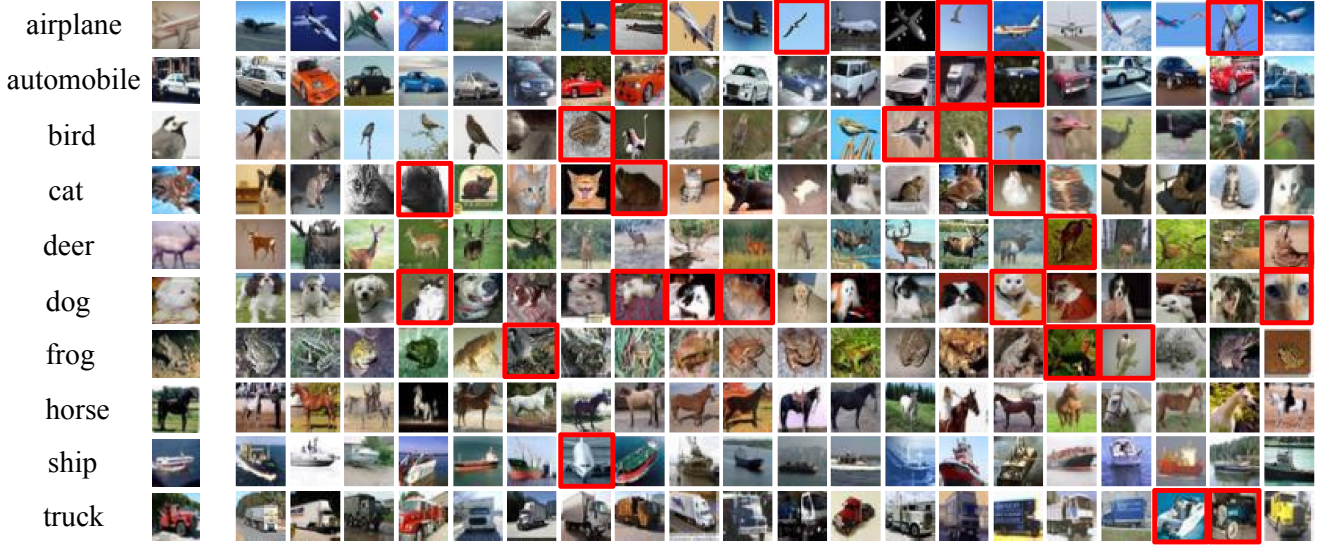 airplane
automobile
bird
cat
deer
dog
frog
horse
ship
truck